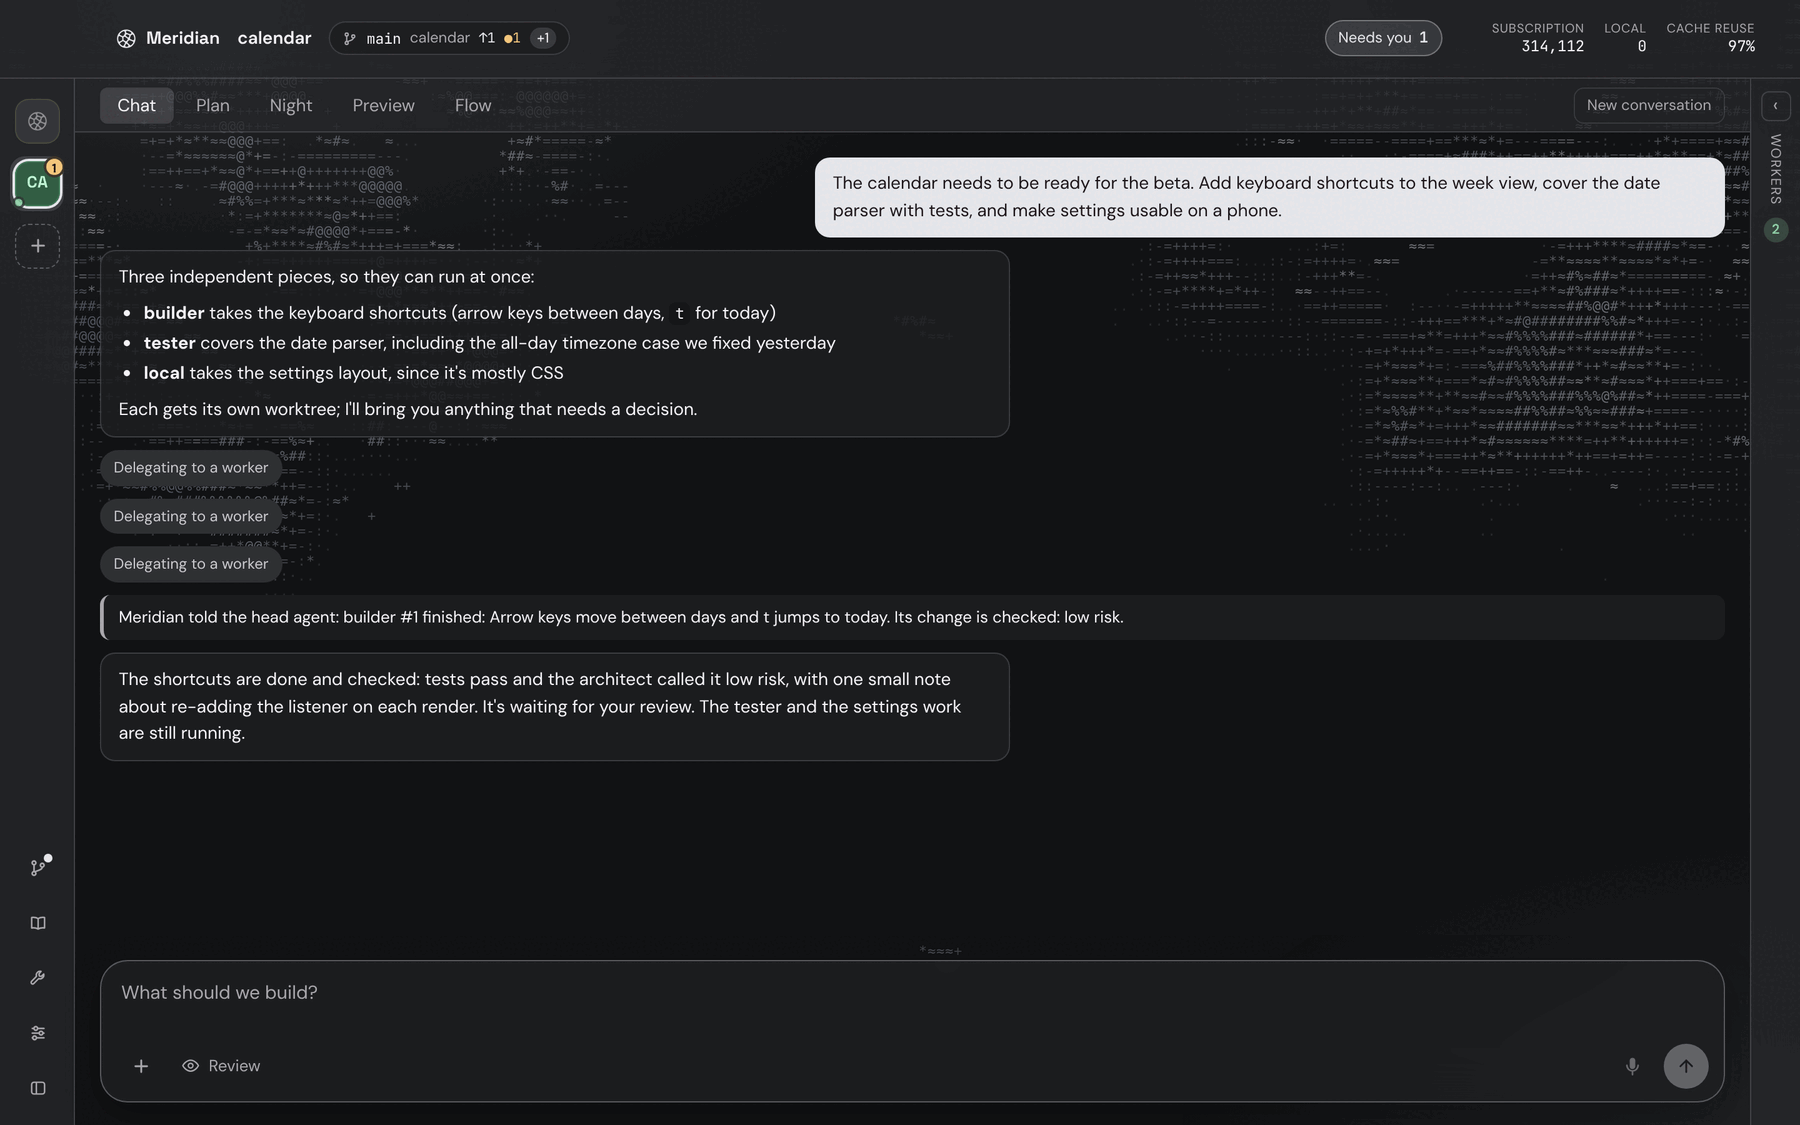 Meridian calendar
main calendar ↑1 ●1 +1
Needs you 1
SUBSCRIPTION
314,112
LOCAL
0
CACHE REUSE
97%
Chat Plan Night Preview Flow
New conversation
CA
1
WORKERS
2
The calendar needs to be ready for the beta. Add keyboard shortcuts to the week view, cover the date
parser with tests, and make settings usable on a phone.
Three independent pieces, so they can run at once:
• builder takes the keyboard shortcuts (arrow keys between days, t for today)
• tester covers the date parser, including the all-day timezone case we fixed yesterday
• local takes the settings layout, since it's mostly CSS
Each gets its own worktree; I'll bring you anything that needs a decision.
Delegating to a worker
Delegating to a worker
Delegating to a worker
Meridian told the head agent: builder #1 finished: Arrow keys move between days and t jumps to today. Its change is checked: low risk.
The shortcuts are done and checked: tests pass and the architect called it low risk, with one small note
about re-adding the listener on each render. It's waiting for your review. The tester and the settings work
are still running.
What should we build?
Review